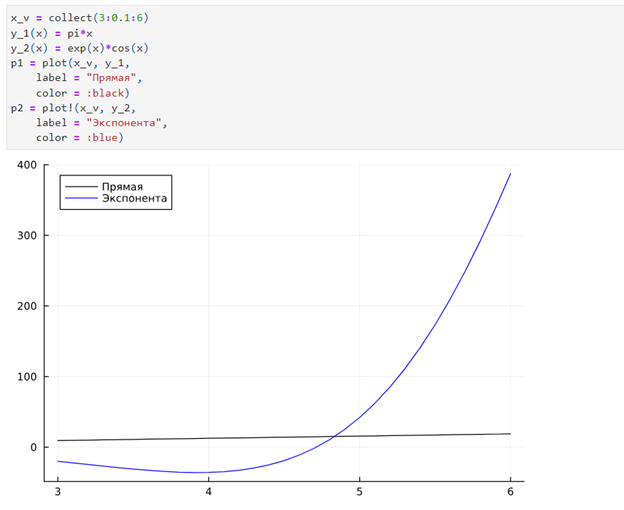 x_v = collect(3:0.1:6)
y_1(x) = pi*x
y_2(x) = exp(x)*cos(x)
p1 = plot(x_v, y_1,
    label = "Прямая",
    color = :black)
p2 = plot!(x_v, y_2,
    label = "Экспонента",
    color = :blue)
400
Прямая
Экспонента
300
200
100
0
3 4 5 6